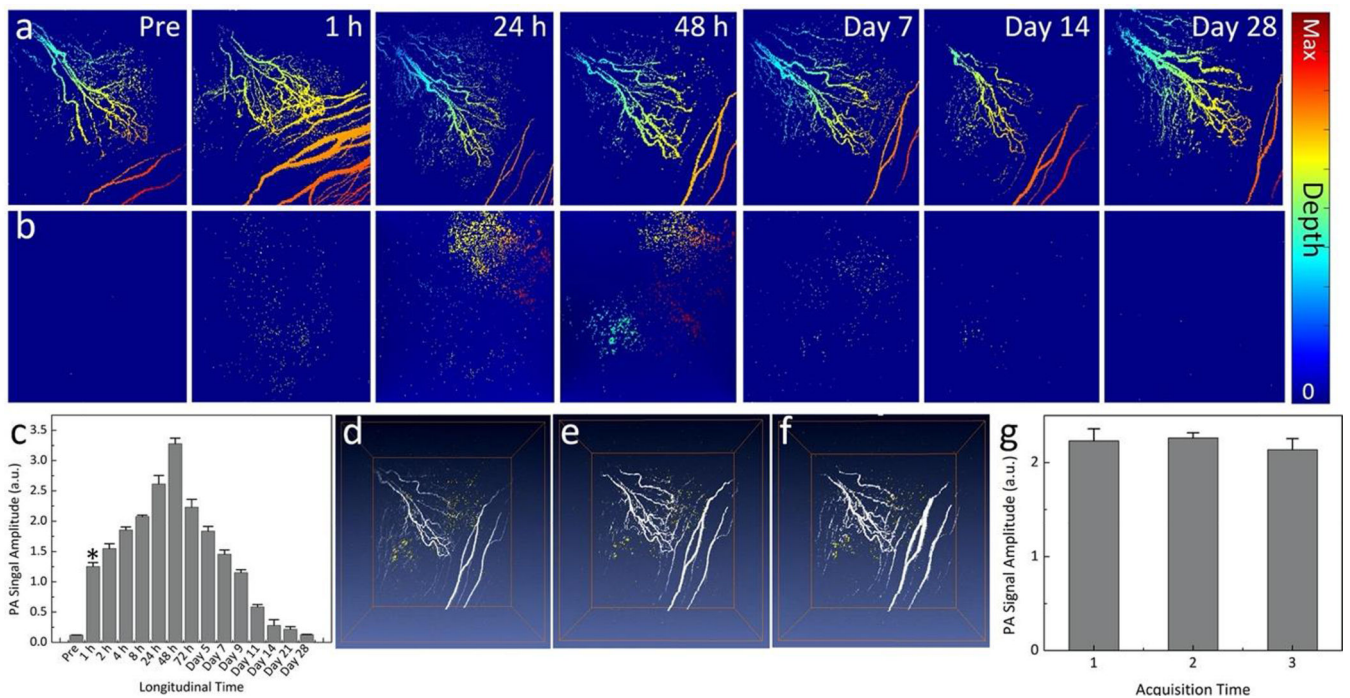 a
Pre
1 h
24 h
48 h
Day 7
Day 14
Day 28
Max
Depth
0
b
c
3.5
3.0
2.5
2.0
1.5
1.0
0.5
0.0
PA Singal Amplitude (a.u.)
*
Pre
1 h
2 h
4 h
8 h
24 h
48 h
72 h
Day 5
Day 7
Day 9
Day 11
Day 14
Day 21
Day 28
Longitudinal Time
d
e
f
g
2
1
0
PA Signal Amplitude (a.u.)
1
2
3
Acquisition Time